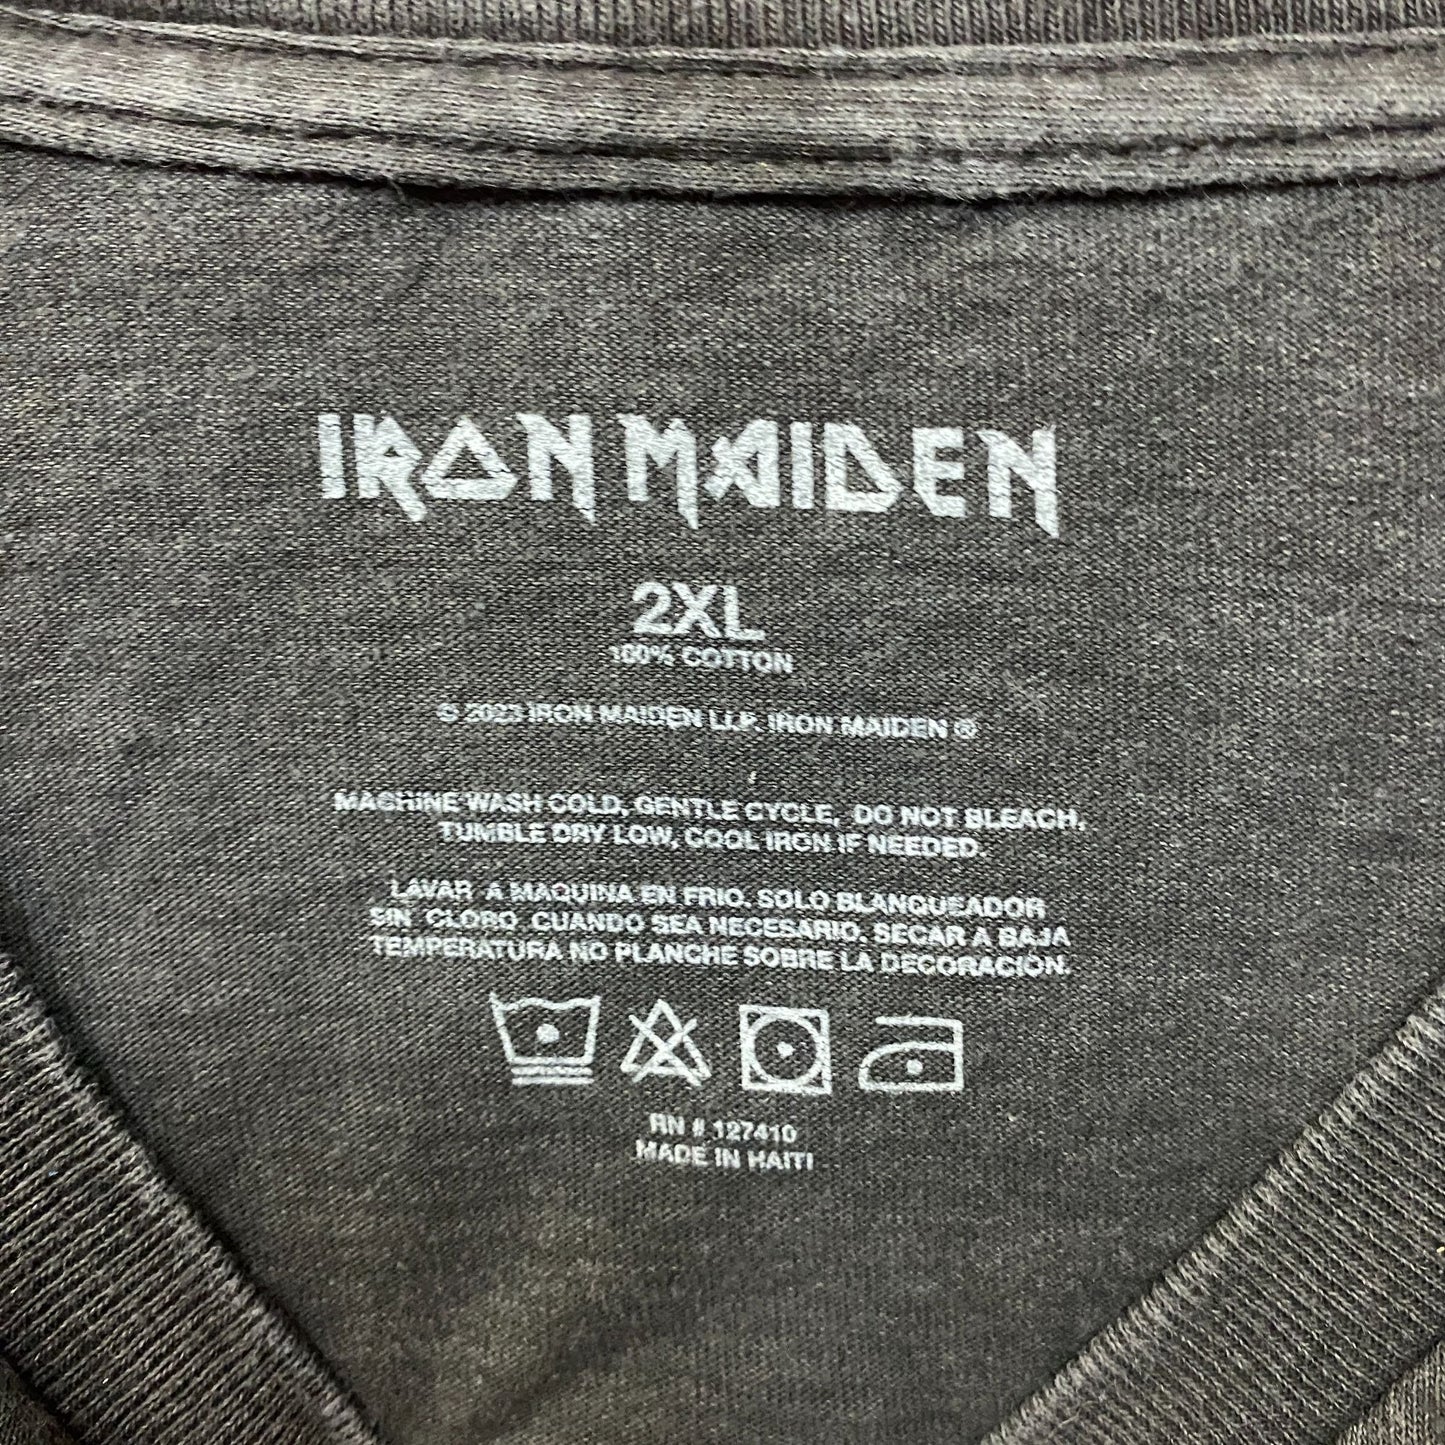 IRON MAIDEN
2XL
100% COTTON
© 2023 IRON MAIDEN LLP. IRON MAIDEN ®
MACHINE WASH COLD, GENTLE CYCLE, DO NOT BLEACH,
TUMBLE DRY LOW, COOL IRON IF NEEDED.
LAVAR A MAQUINA EN FRIO. SOLO BLANQUEADOR
SIN CLORO CUANDO SEA NECESARIO. SECAR A BAJA
TEMPERATURA NO PLANCHE SOBRE LA DECORACIÓN.
RN # 127410
MADE IN HAITI